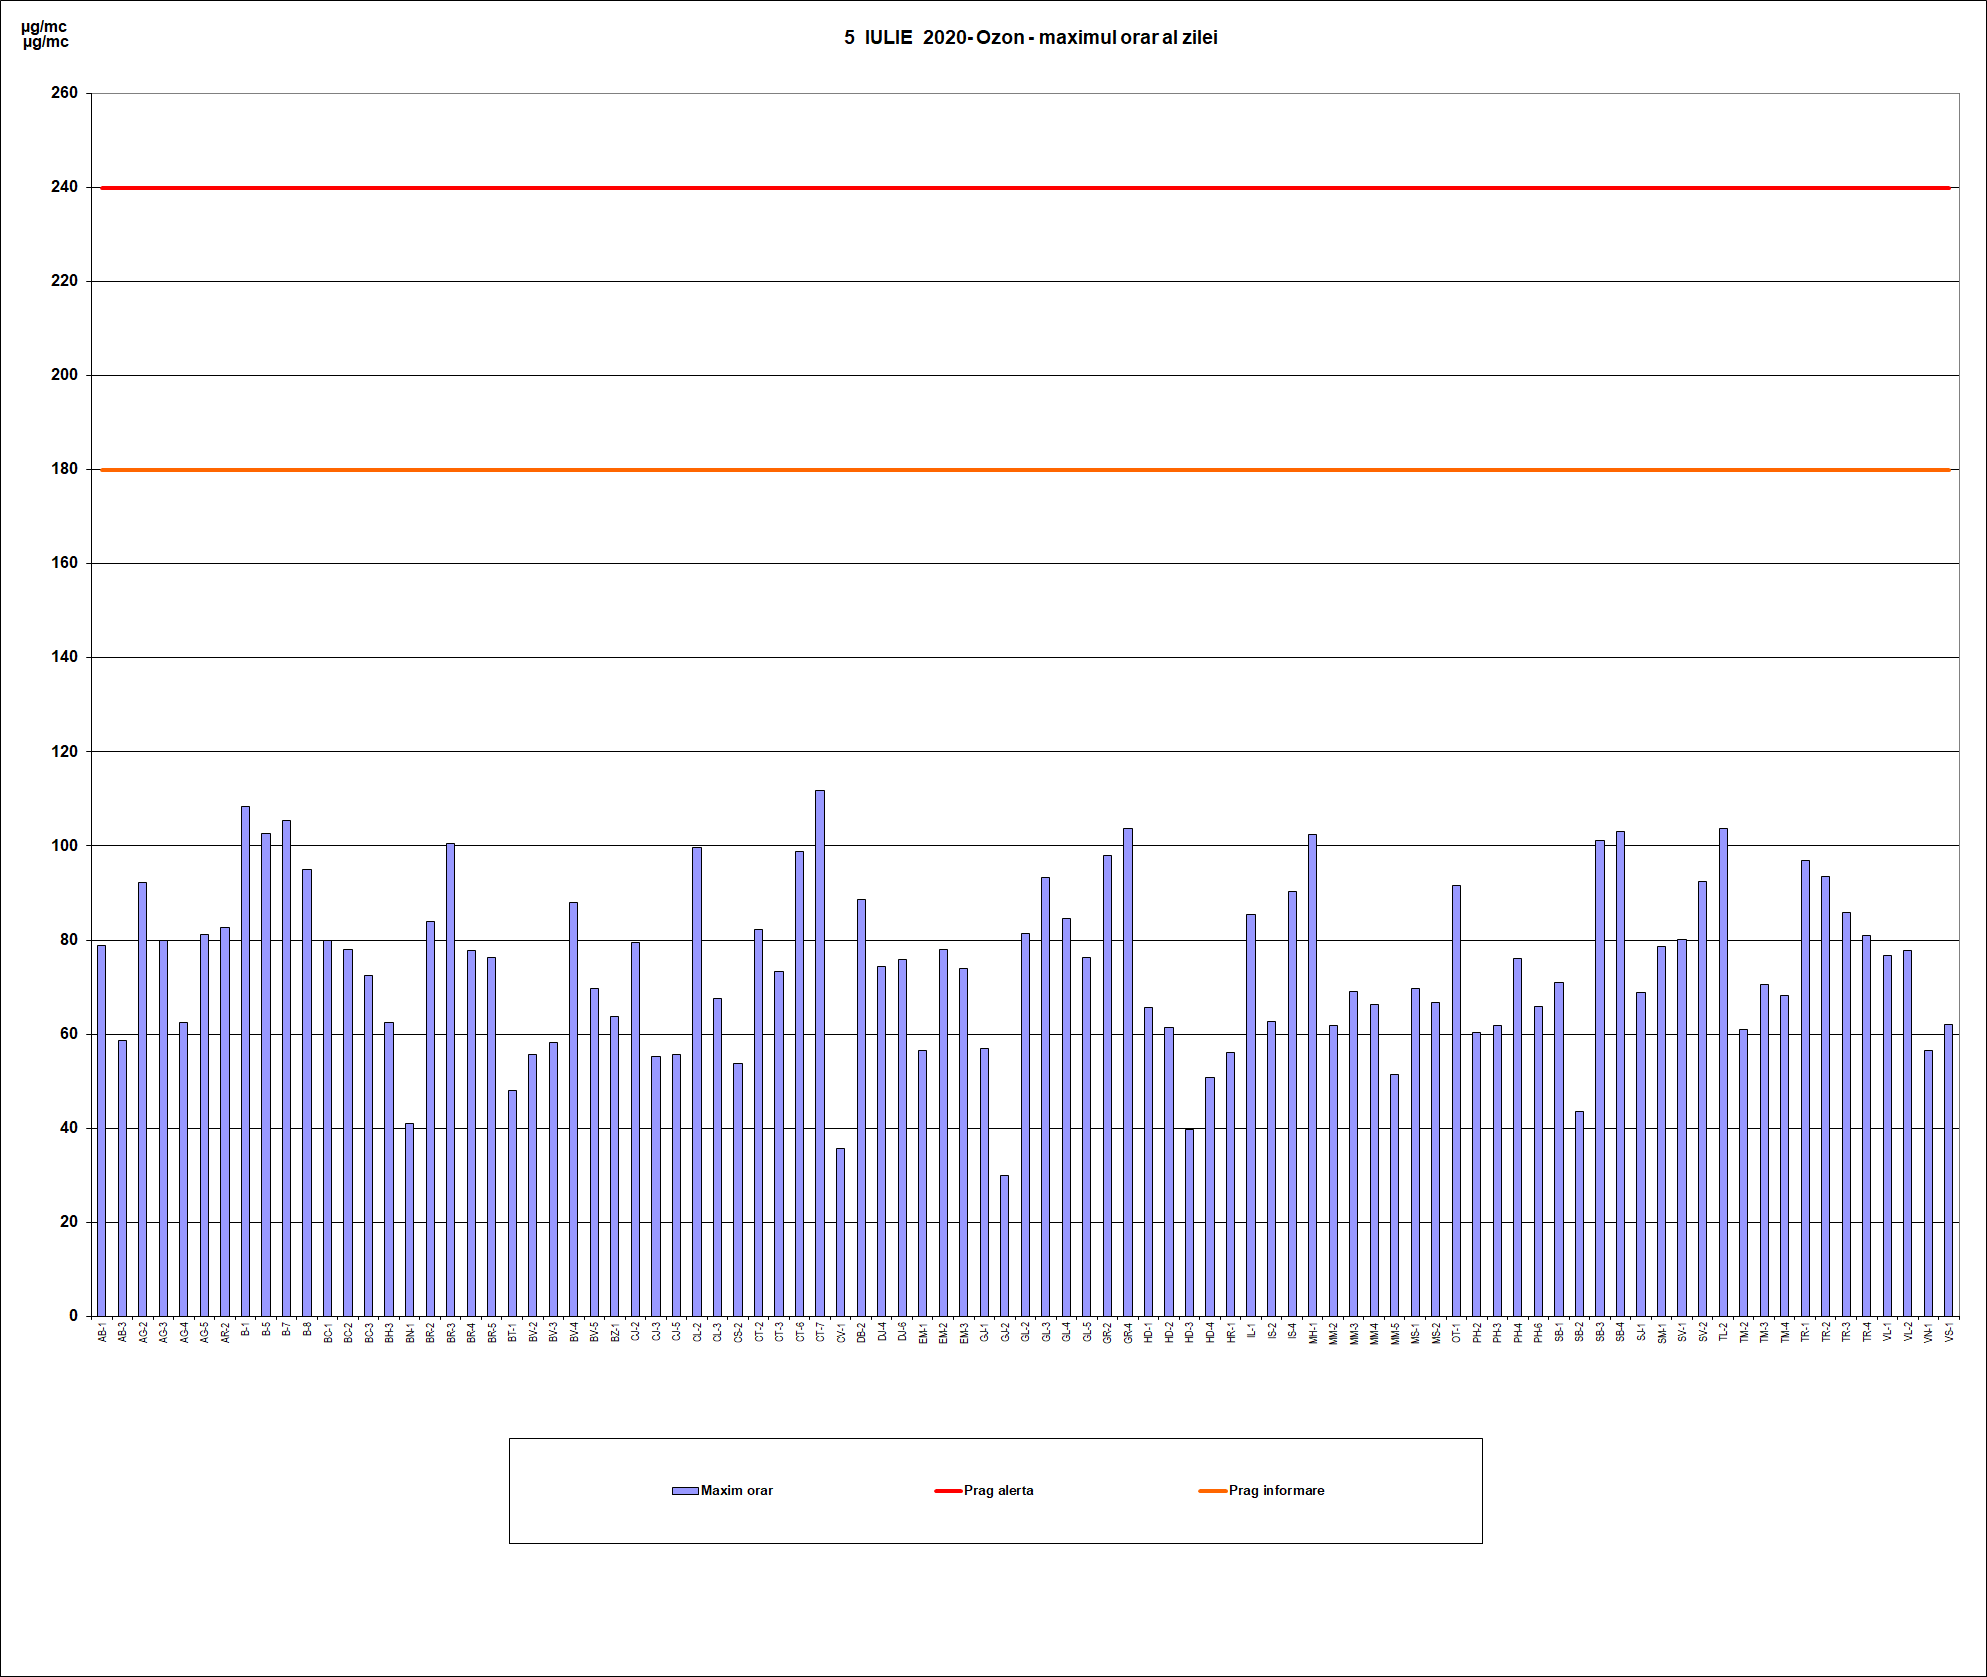 µg/mc
µg/mc
5 IULIE 2020- Ozon - maximul orar al zilei
260
240
220
200
180
160
140
120
100
80
60
40
20
0
AB-1 AB-3 AG-2 AG-3 AG-4 AG-5 AR-2 B-1 B-5 B-7 B-8 BC-1 BC-2 BC-3 BH-3 BN-1 BR-2 BR-3 BR-4 BR-5 BT-1 BV-2 BV-3 BV-4 BV-5 BZ-1 CJ-2 CJ-3 CJ-5 CL-2 CL-3 CS-2 CT-2 CT-3 CT-6 CT-7 CV-1 DB-2 DJ-4 DJ-6 EM-1 EM-2 EM-3 GJ-1 GJ-2 GL-2 GL-3 GL-4 GL-5 GR-2 GR-4 HD-1 HD-2 HD-3 HD-4 HR-1 IL-1 IS-2 IS-4 MH-1 MM-2 MM-3 MM-4 MM-5 MS-1 MS-2 OT-1 PH-2 PH-3 PH-4 PH-6 SB-1 SB-2 SB-3 SB-4 SJ-1 SM-1 SV-1 SV-2 TL-2 TM-2 TM-3 TM-4 TR-1 TR-2 TR-3 TR-4 VL-1 VL-2 VN-1 VS-1
Maxim orar Prag alerta Prag informare